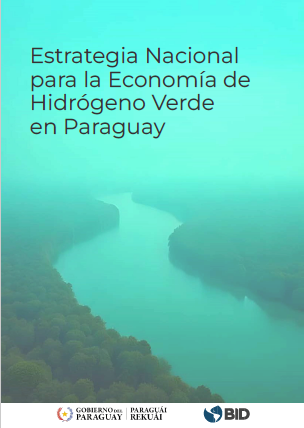 Estrategia Nacional
para la Economía de
Hidrógeno Verde
en Paraguay
GOBIERNO DEL PARAGUAY
PARAGUÁI REKUÁI
BID